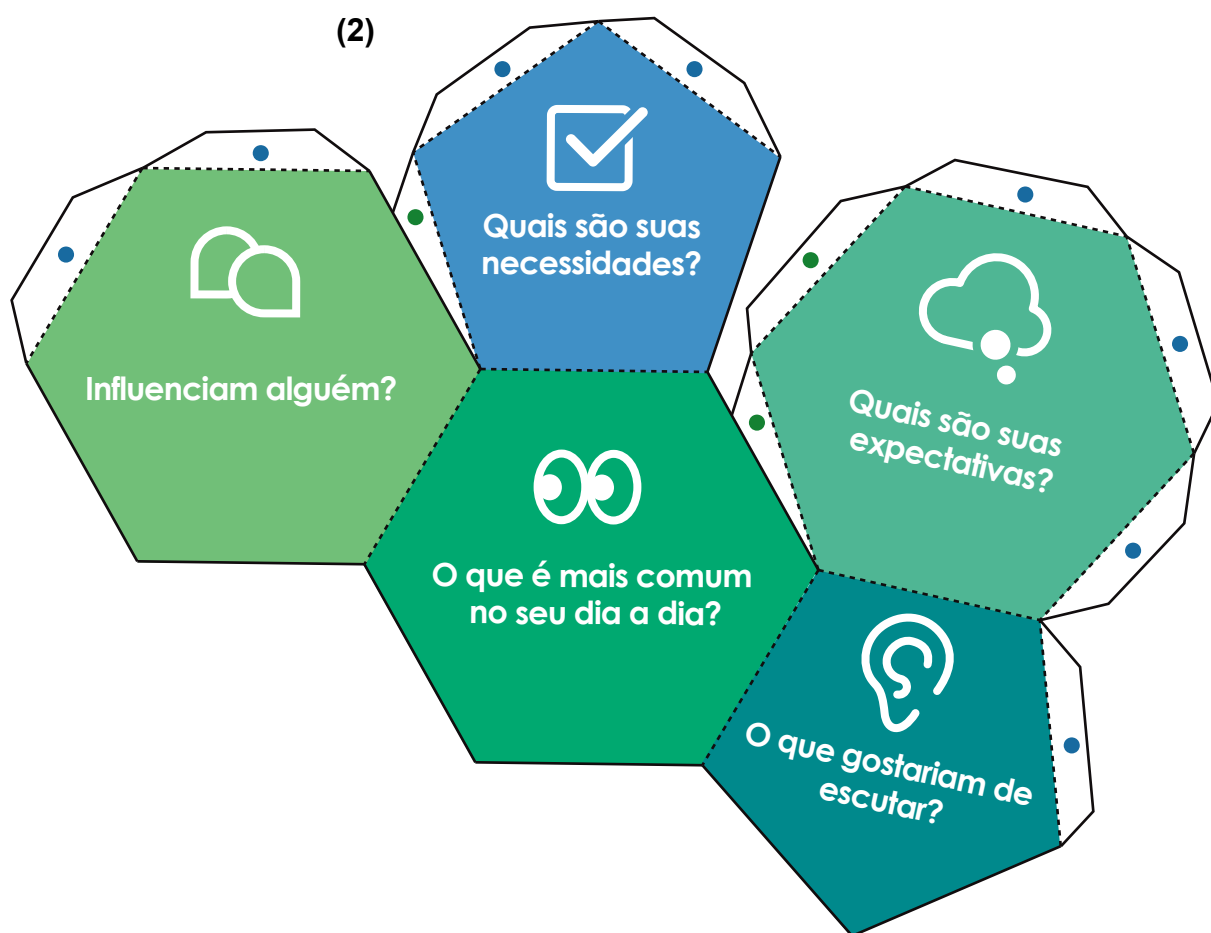 (2)
Quais são suas
necessidades?
Influenciam alguém?
Quais são suas
expectativas?
O que é mais comum
no seu dia a dia?
O que gostariam de
escutar?